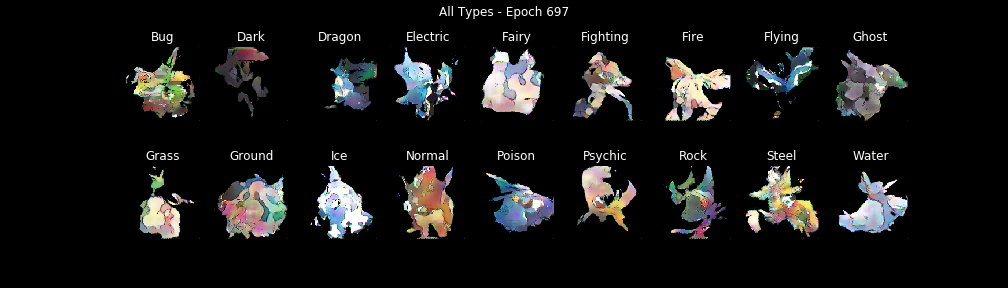 All Types - Epoch 697
Bug Dark Dragon Electric Fairy Fighting Fire Flying Ghost
Grass Ground Ice Normal Poison Psychic Rock Steel Water